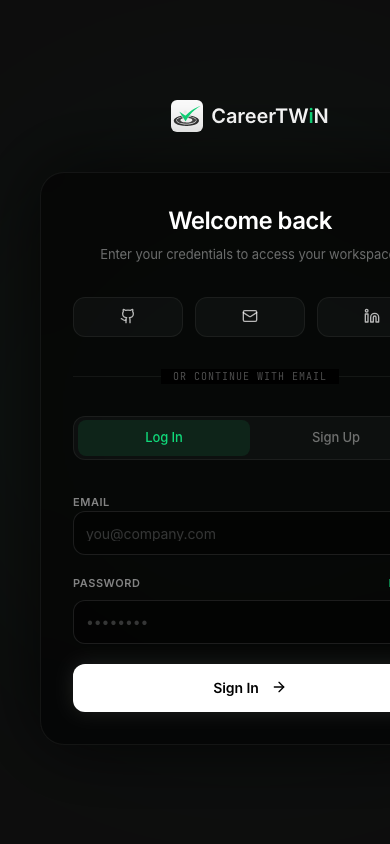 CareerTWiN
Welcome back
Enter your credentials to access your workspace
OR CONTINUE WITH EMAIL
Log In
Sign Up
EMAIL
you@company.com
PASSWORD
Sign In